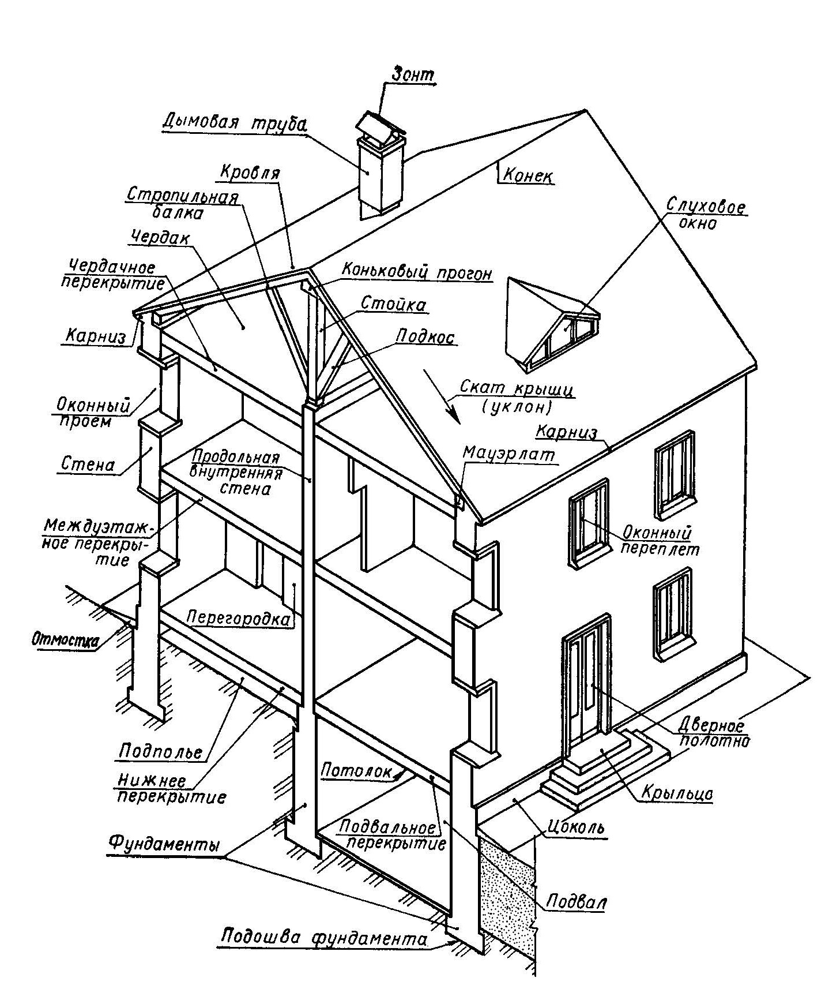 Зонт
Дымовая труба
Кровля
Конек
Стропильная
балка
Слуховое
окно
Чердак
Чердачное
перекрытие
Коньковый прогон
Стойка
Карниз
Подкос
Скат крыши
(уклон)
Оконный
проем
Карниз
Мауэрлат
Стена
Продольная
внутренняя
стена
Междуэтаж-
ное перекры-
тие
Оконный
переплет
Перегородка
Отмостка
Дверное
полотно
Подполье
Потолок
Нижнее
перекрытие
Крыльцо
Подвальное
перекрытие
Цоколь
Фундаменты
Подвал
Подошва фундамента